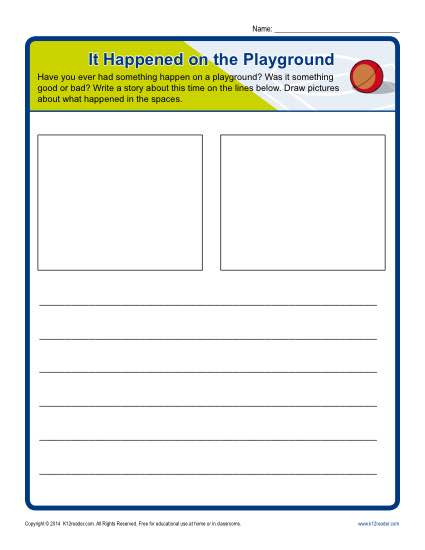 Name:
It Happened on the Playground
Have you ever had something happen on a playground? Was it something
good or bad? Write a story about this time on the lines below. Draw pictures
about what happened in the spaces.
Copyright © 2014 K12reader.com. All Rights Reserved. Free for educational use at home or in classrooms. www.k12reader.com